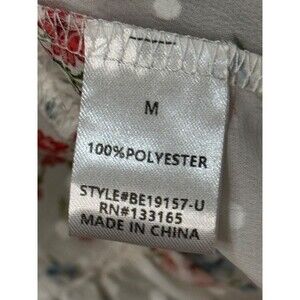 M
100%POLYESTER
STYLE#BE19157-U
RN#133165
MADE IN CHINA